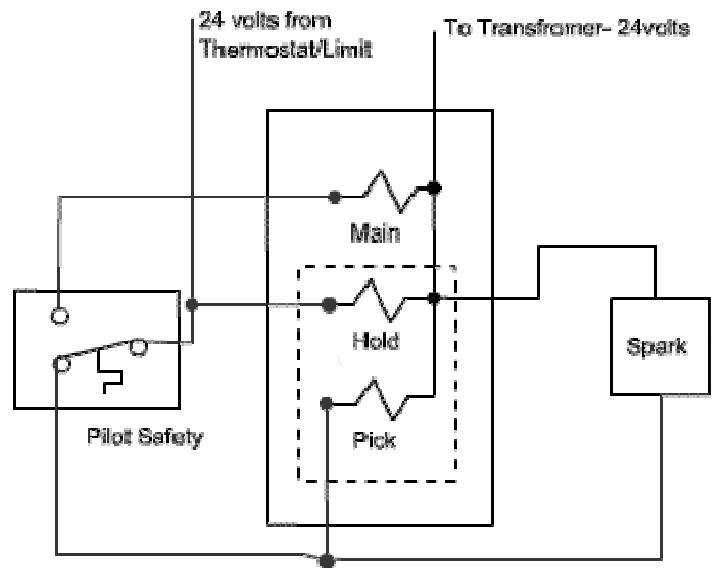 24 volts from
Thermostat/Limit
To Transfromer- 24volts
Main
Hold
Spark
Pilot Safety
Pick